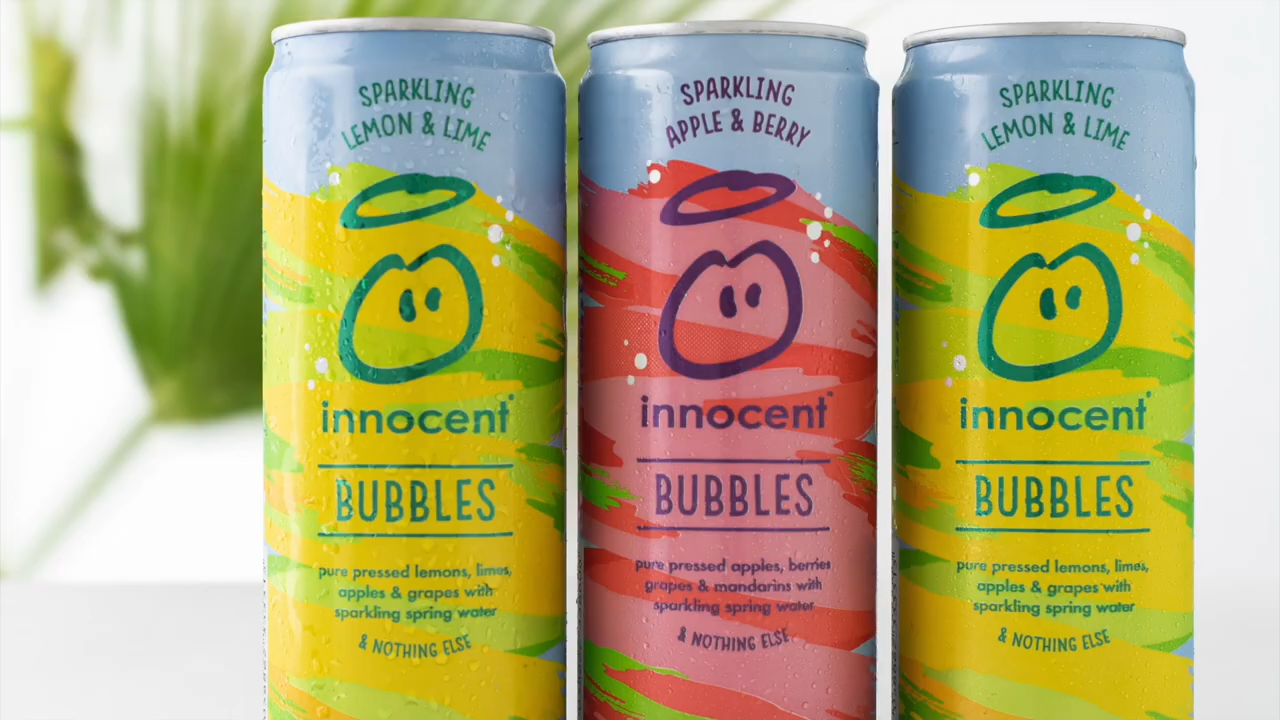 SPARKLING
LEMON & LIME
innocent
BUBBLES
pure pressed lemons, limes,
apples & grapes with
sparkling spring water
& NOTHING ELSE
SPARKLING
APPLE & BERRY
innocent
BUBBLES
pure pressed apples, berries
grapes & mandarins with
sparkling spring water
& NOTHING ELSE
SPARKLING
LEMON & LIME
innocent
BUBBLES
pure pressed lemons, limes,
apples & grapes with
sparkling spring water
& NOTHING ELSE